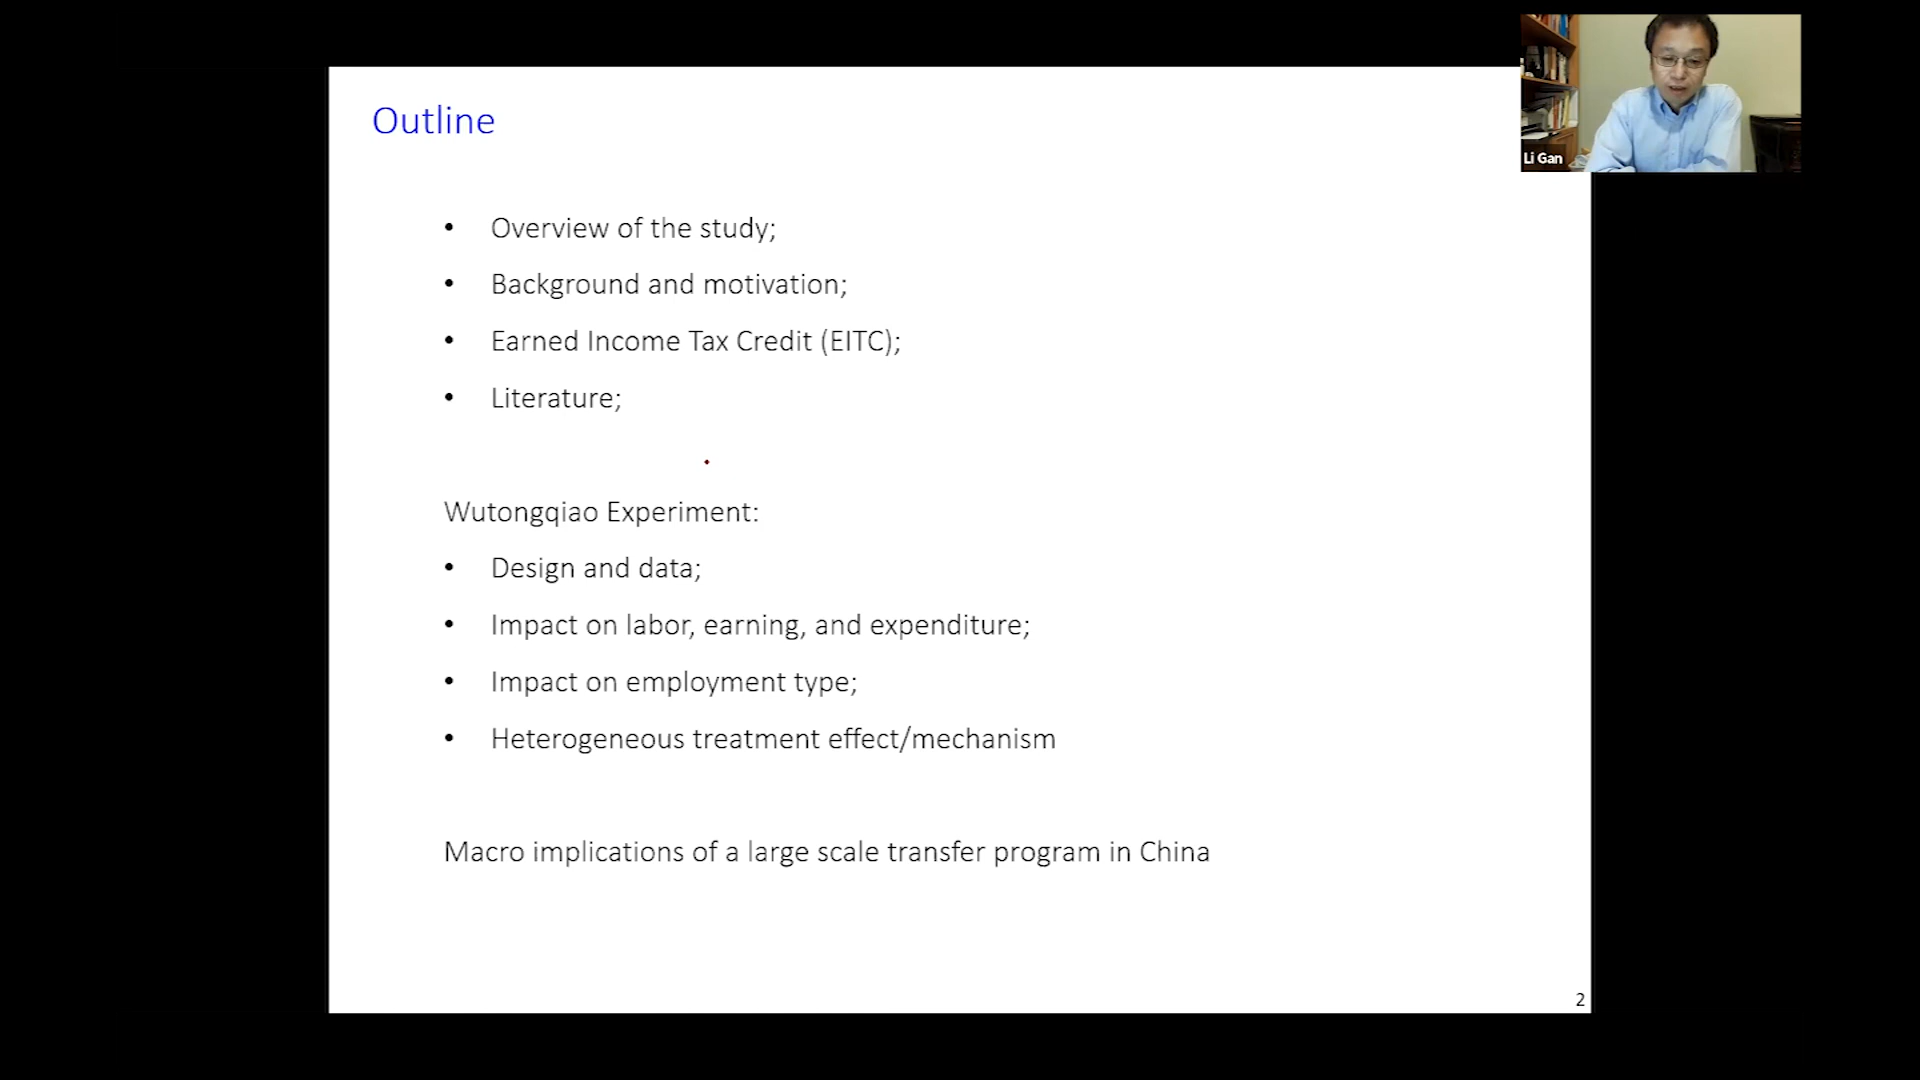 Outline
Li Gan
• Overview of the study;
• Background and motivation;
• Earned Income Tax Credit (EITC);
• Literature;
Wutongqiao Experiment:
• Design and data;
• Impact on labor, earning, and expenditure;
• Impact on employment type;
• Heterogeneous treatment effect/mechanism
Macro implications of a large scale transfer program in China
2